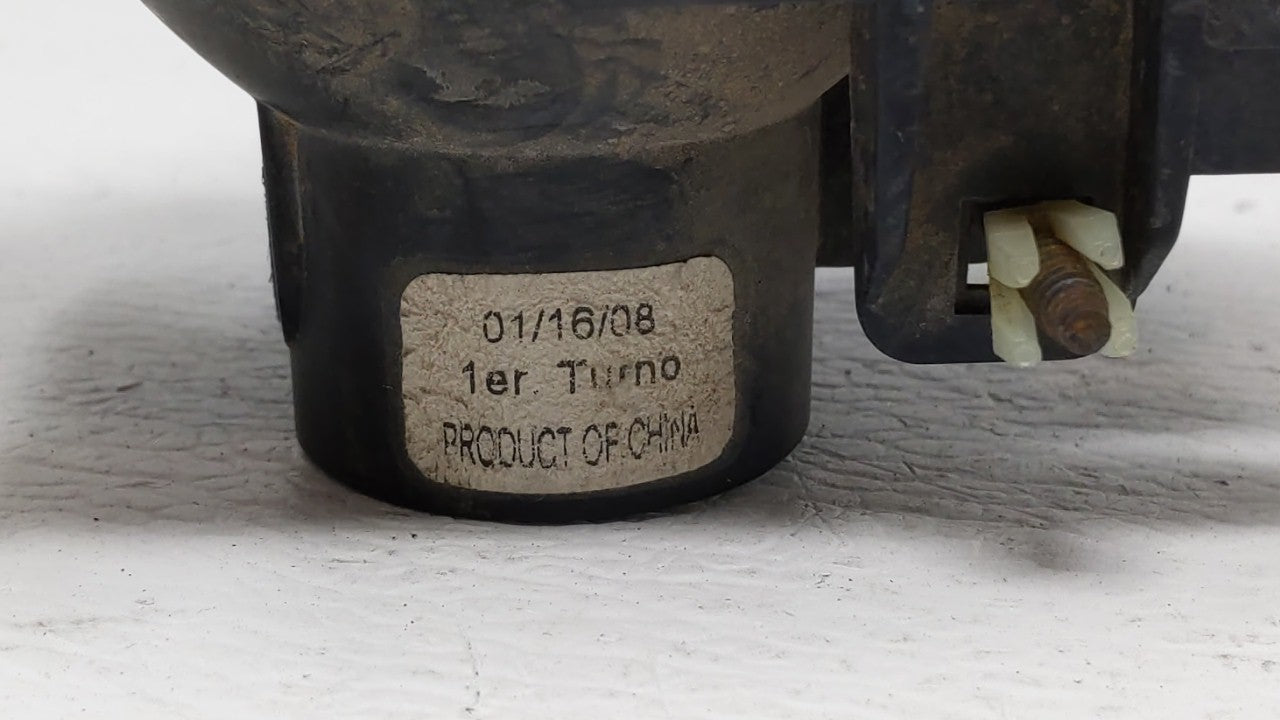 01/16/08
1er. Turno
PRODUCT OF CHINA